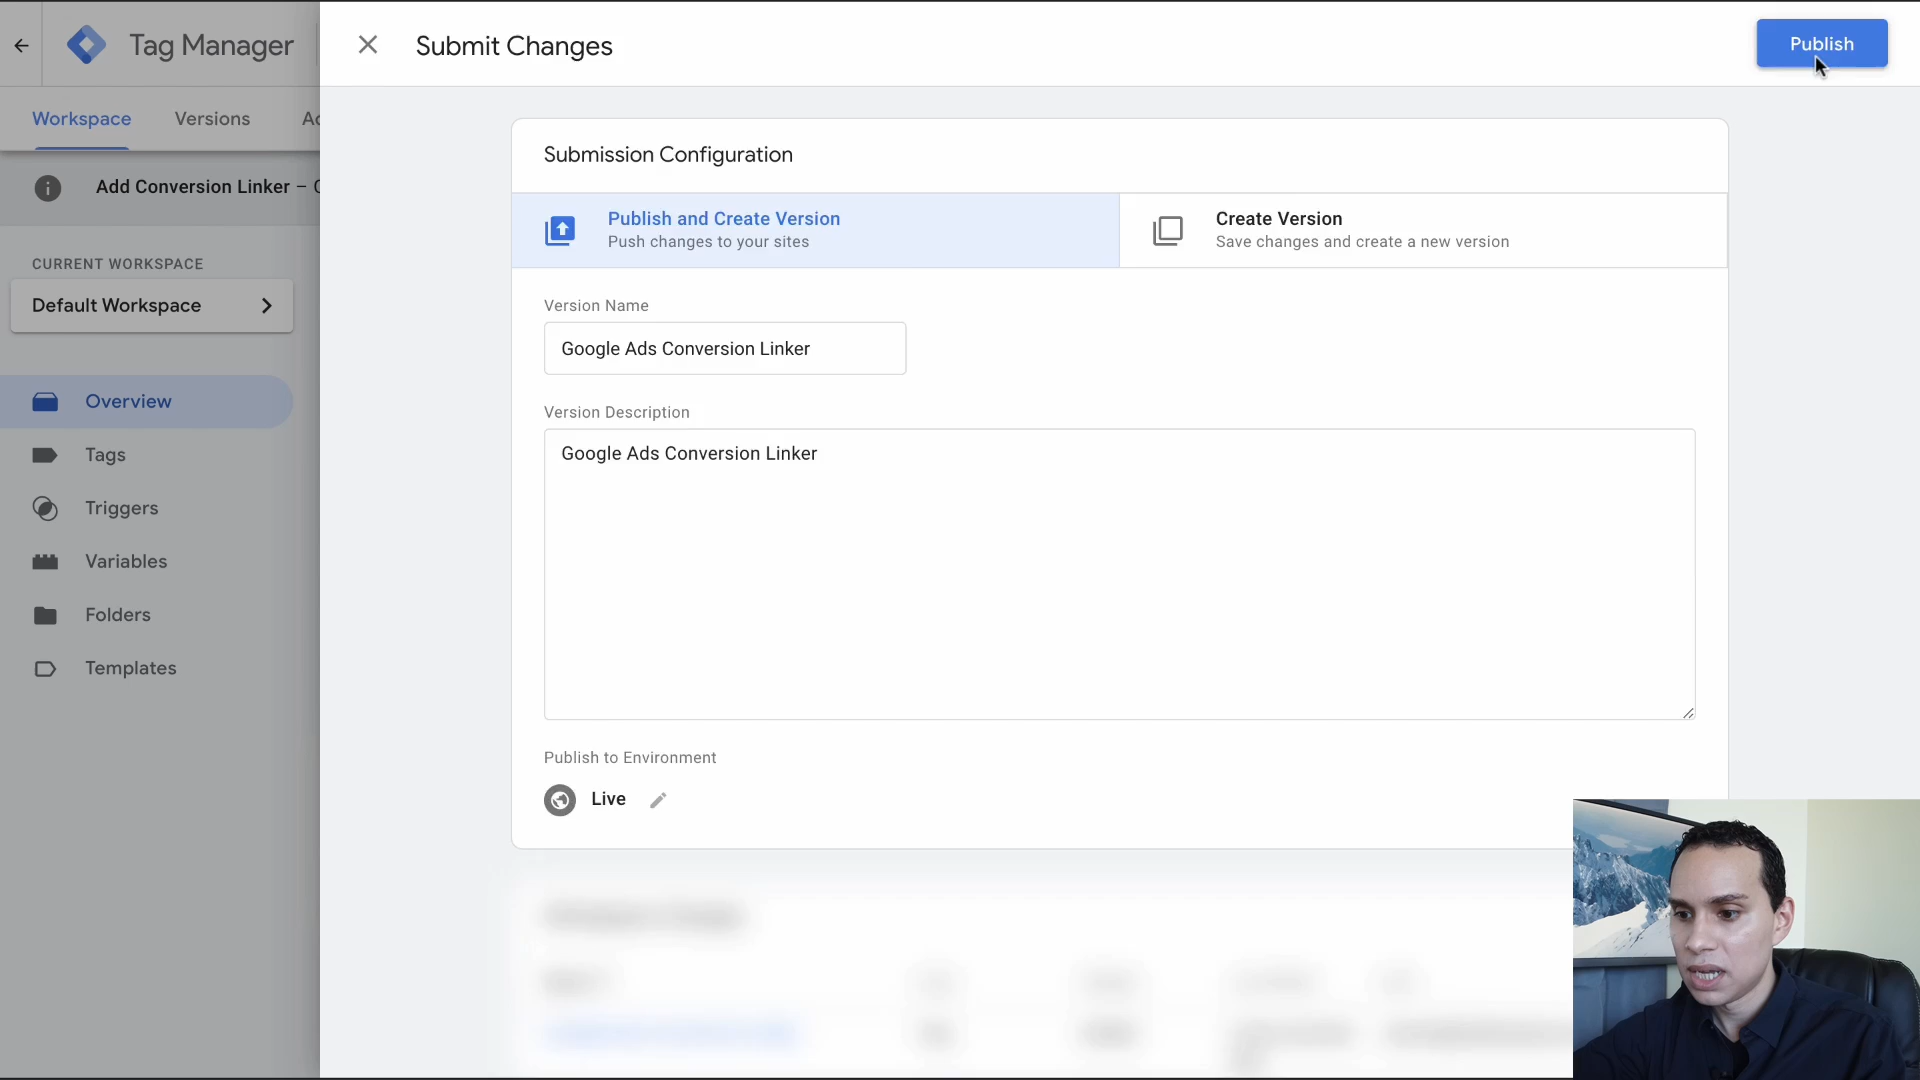 Tag Manager
Submit Changes
Publish
Workspace
Versions
Add Conversion Linker –
Submission Configuration
Publish and Create Version
Push changes to your sites
Create Version
Save changes and create a new version
CURRENT WORKSPACE
Default Workspace
Version Name
Google Ads Conversion Linker
Overview
Tags
Triggers
Variables
Folders
Templates
Version Description
Google Ads Conversion Linker
Publish to Environment
Live